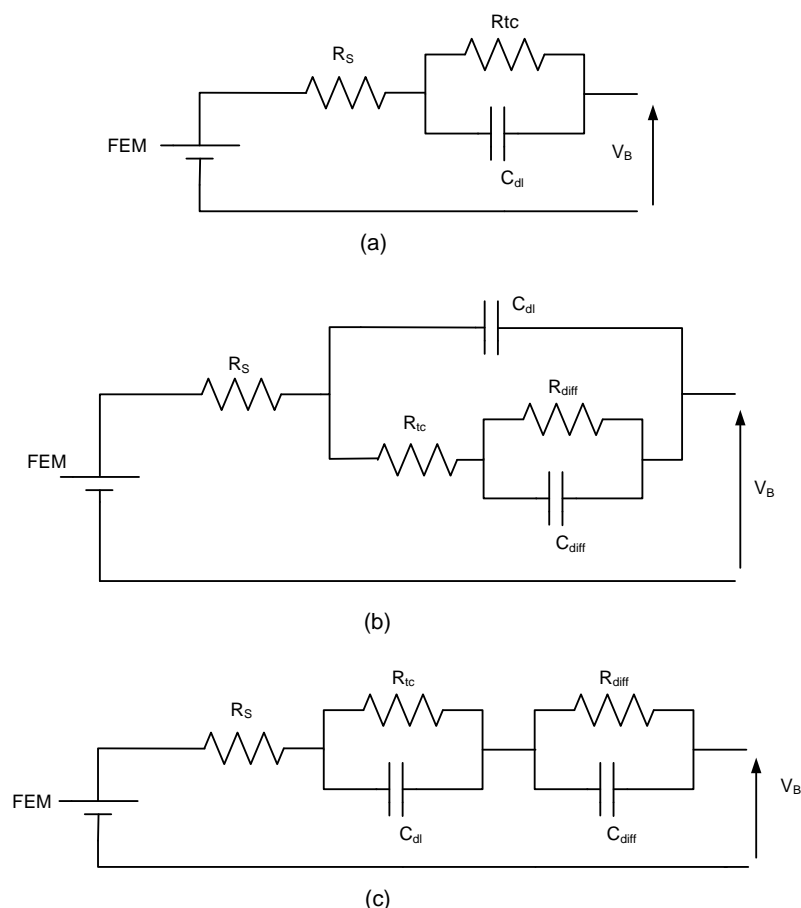 Rtc
R_S
FEM
C_dl
V_B
(a)
C_dl
R_S
R_diff
R_tc
FEM
V_B
C_diff
(b)
R_tc
R_diff
R_S
FEM
V_B
C_dl
C_diff
(c)